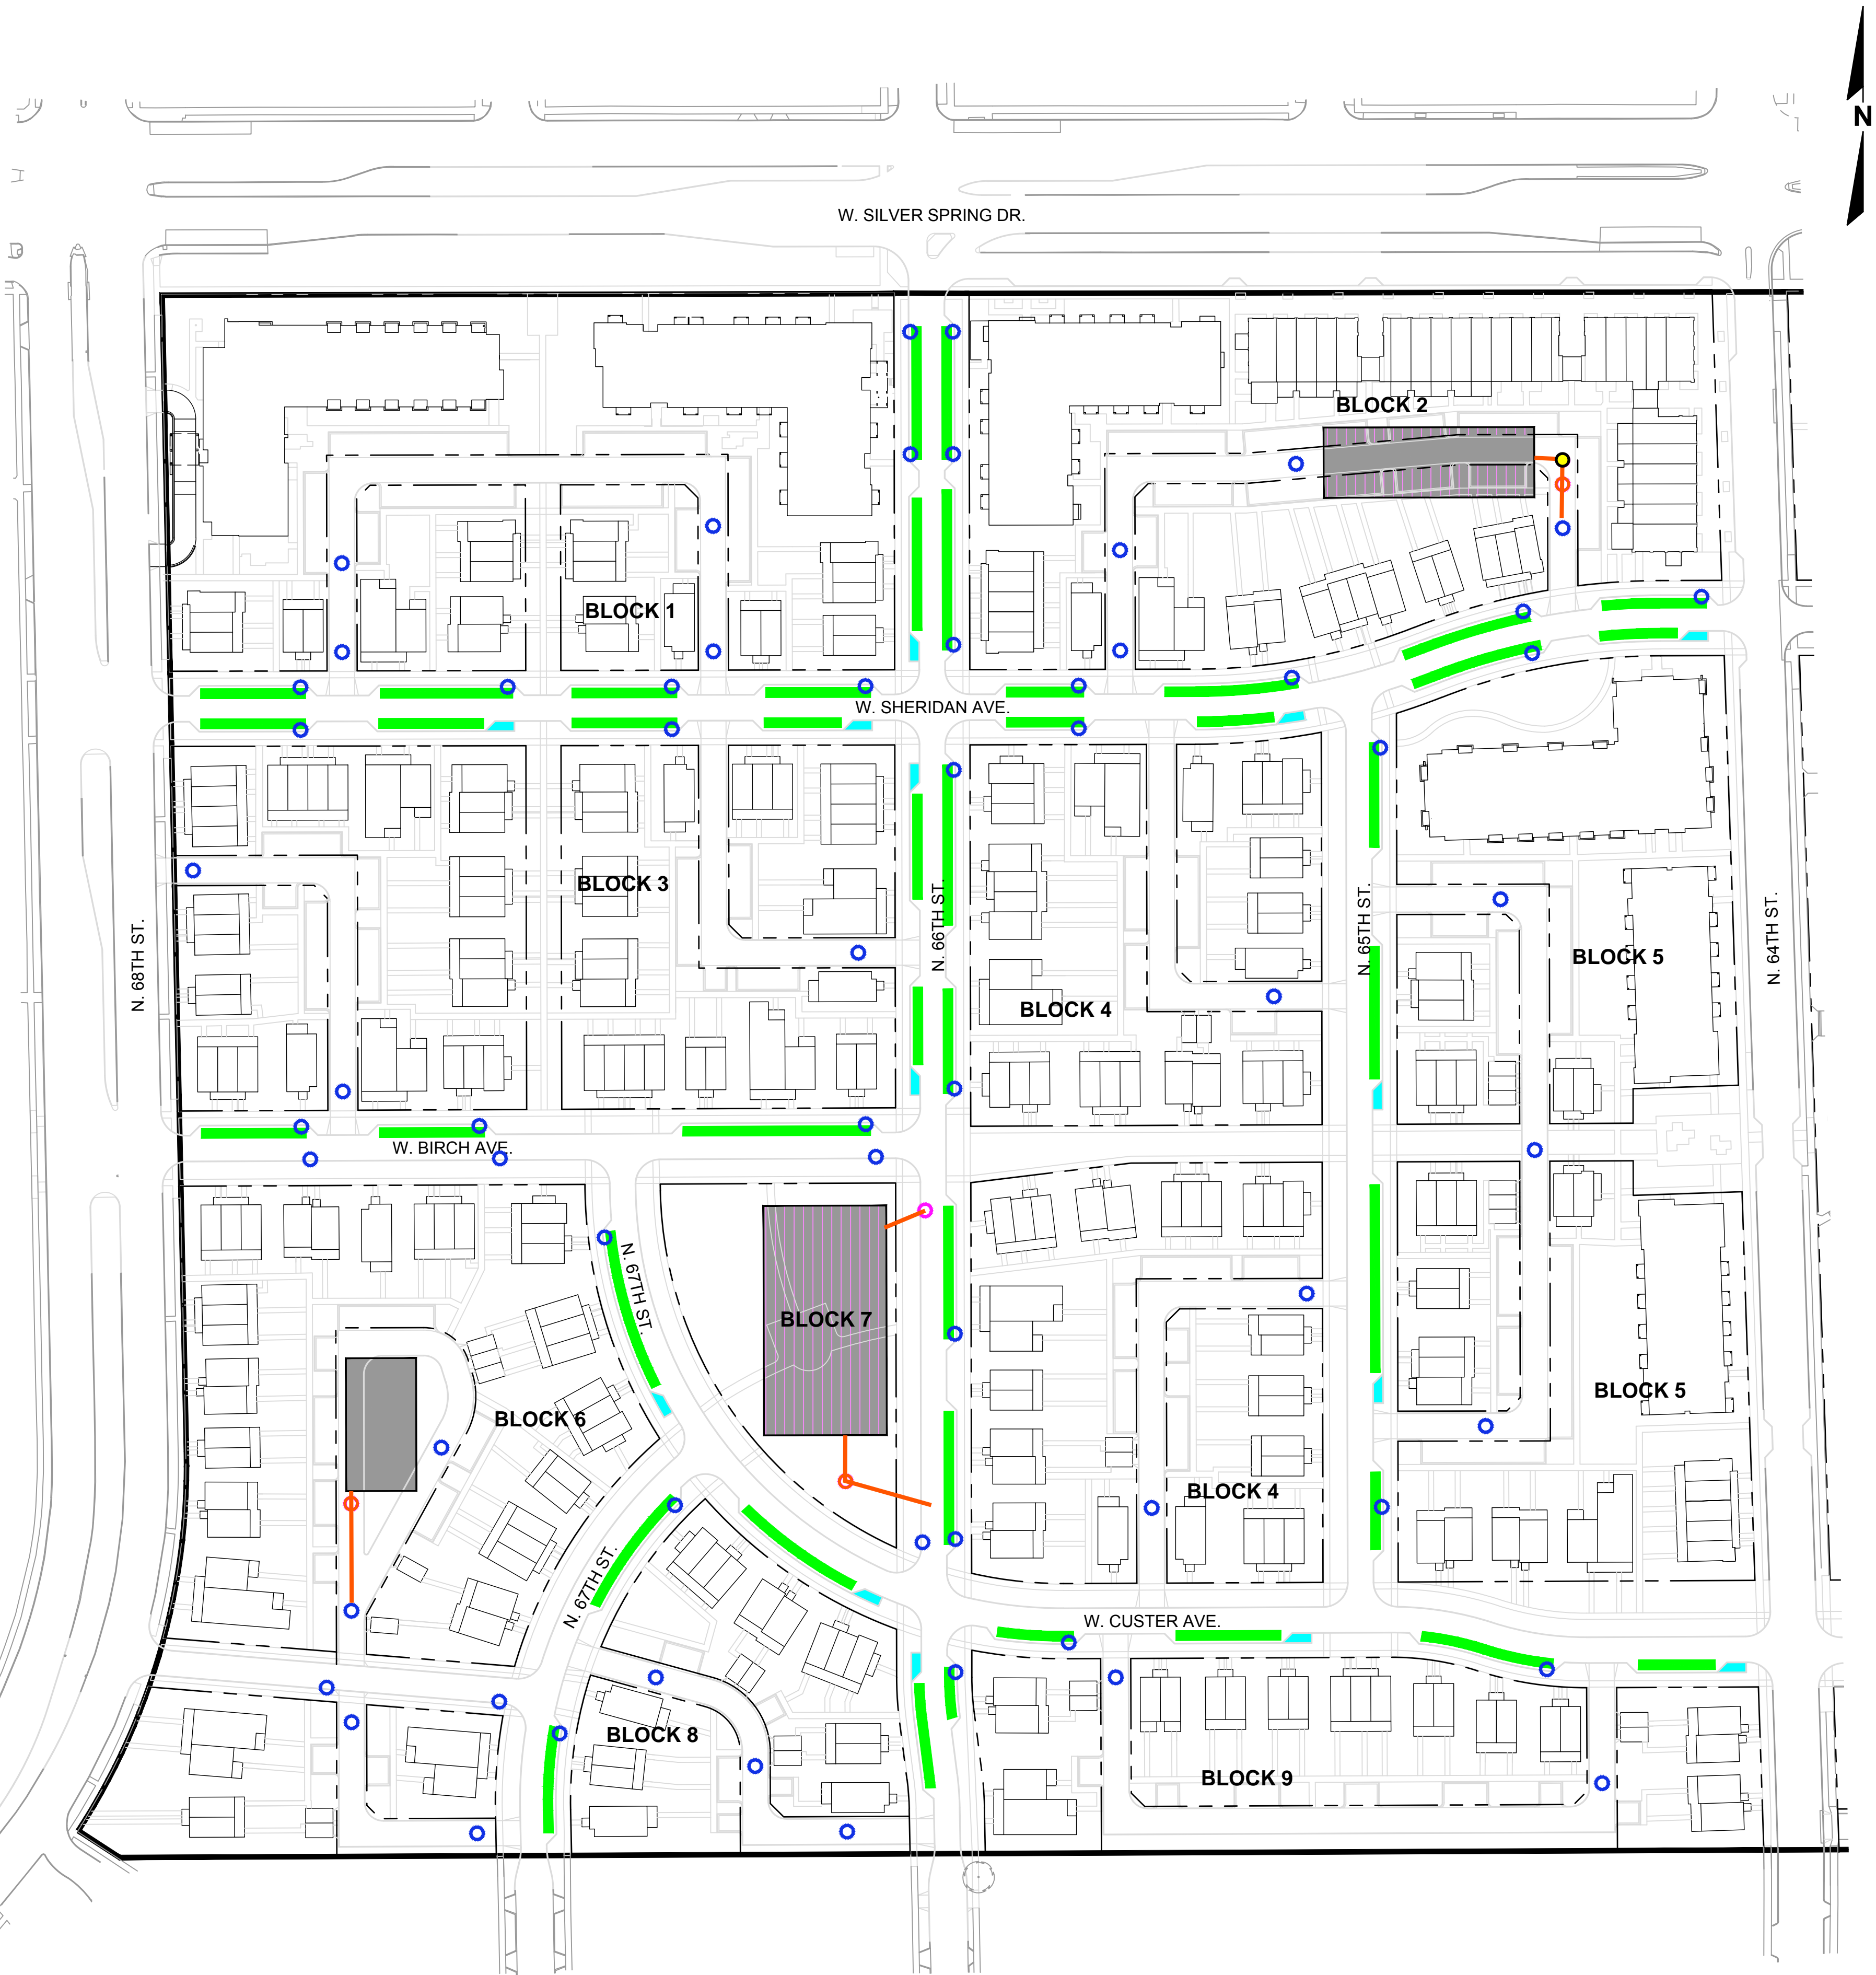 N
W. SILVER SPRING DR.
BLOCK 2
BLOCK 1
W. SHERIDAN AVE.
BLOCK 3
N. 68TH ST.
N. 66TH ST.
N. 65TH ST.
N. 64TH ST.
BLOCK 5
BLOCK 4
W. BIRCH AVE.
N. 67TH ST.
BLOCK 7
BLOCK 5
BLOCK 6
BLOCK 4
N. 67TH ST.
W. CUSTER AVE.
BLOCK 8
BLOCK 9